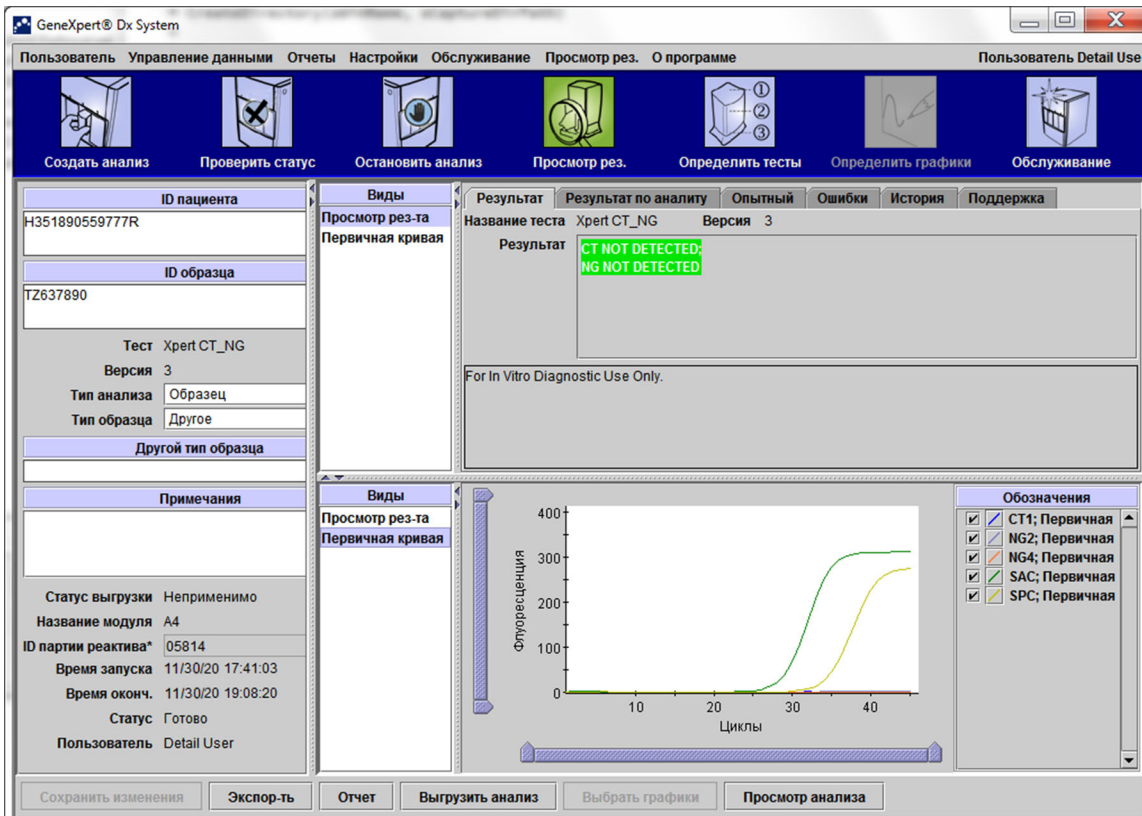 GeneXpert® Dx System
Пользователь Управление данными Отчеты Настройки Обслуживание Просмотр рез. О программе Пользователь Detail Use
①
②
③
Создать анализ Проверить статус Остановить анализ Просмотр рез. Определить тесты Определить графики Обслуживание
ID пациента
H351890559777R
ID образца
TZ637890
Тест Xpert CT_NG
Версия 3
Тип анализа Образец
Тип образца Другое
Другой тип образца
Примечания
Статус выгрузки Неприменимо
Название модуля A4
ID партии реактива* 05814
Время запуска 11/30/20 17:41:03
Время оконч. 11/30/20 19:08:20
Статус Готово
Пользователь Detail User
Виды
Просмотр рез-та
Первичная кривая
Результат Результат по аналиту Опытный Ошибки История Поддержка
Название теста Xpert CT_NG Версия 3
Результат CT NOT DETECTED;
NG NOT DETECTED
For In Vitro Diagnostic Use Only.
Виды
Просмотр рез-та
Первичная кривая
Флуоресценция
400
300
200
100
0
10 20 30 40
Циклы
Обозначения
CT1; Первичная
NG2; Первичная
NG4; Первичная
SAC; Первичная
SPC; Первичная
Сохранить изменения Экспор-ть Отчет Выгрузить анализ Выбрать графики Просмотр анализа